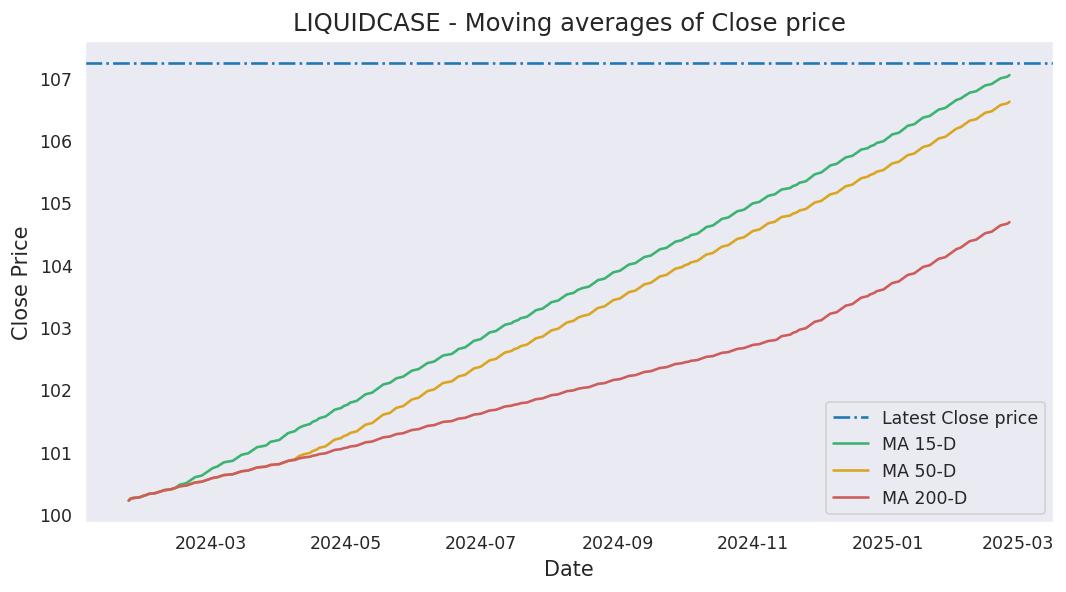 LIQUIDCASE - Moving averages of Close price
Close Price
107
106
105
104
103
102
101
100
Latest Close price
MA 15-D
MA 50-D
MA 200-D
2024-03 2024-05 2024-07 2024-09 2024-11 2025-01 2025-03
Date